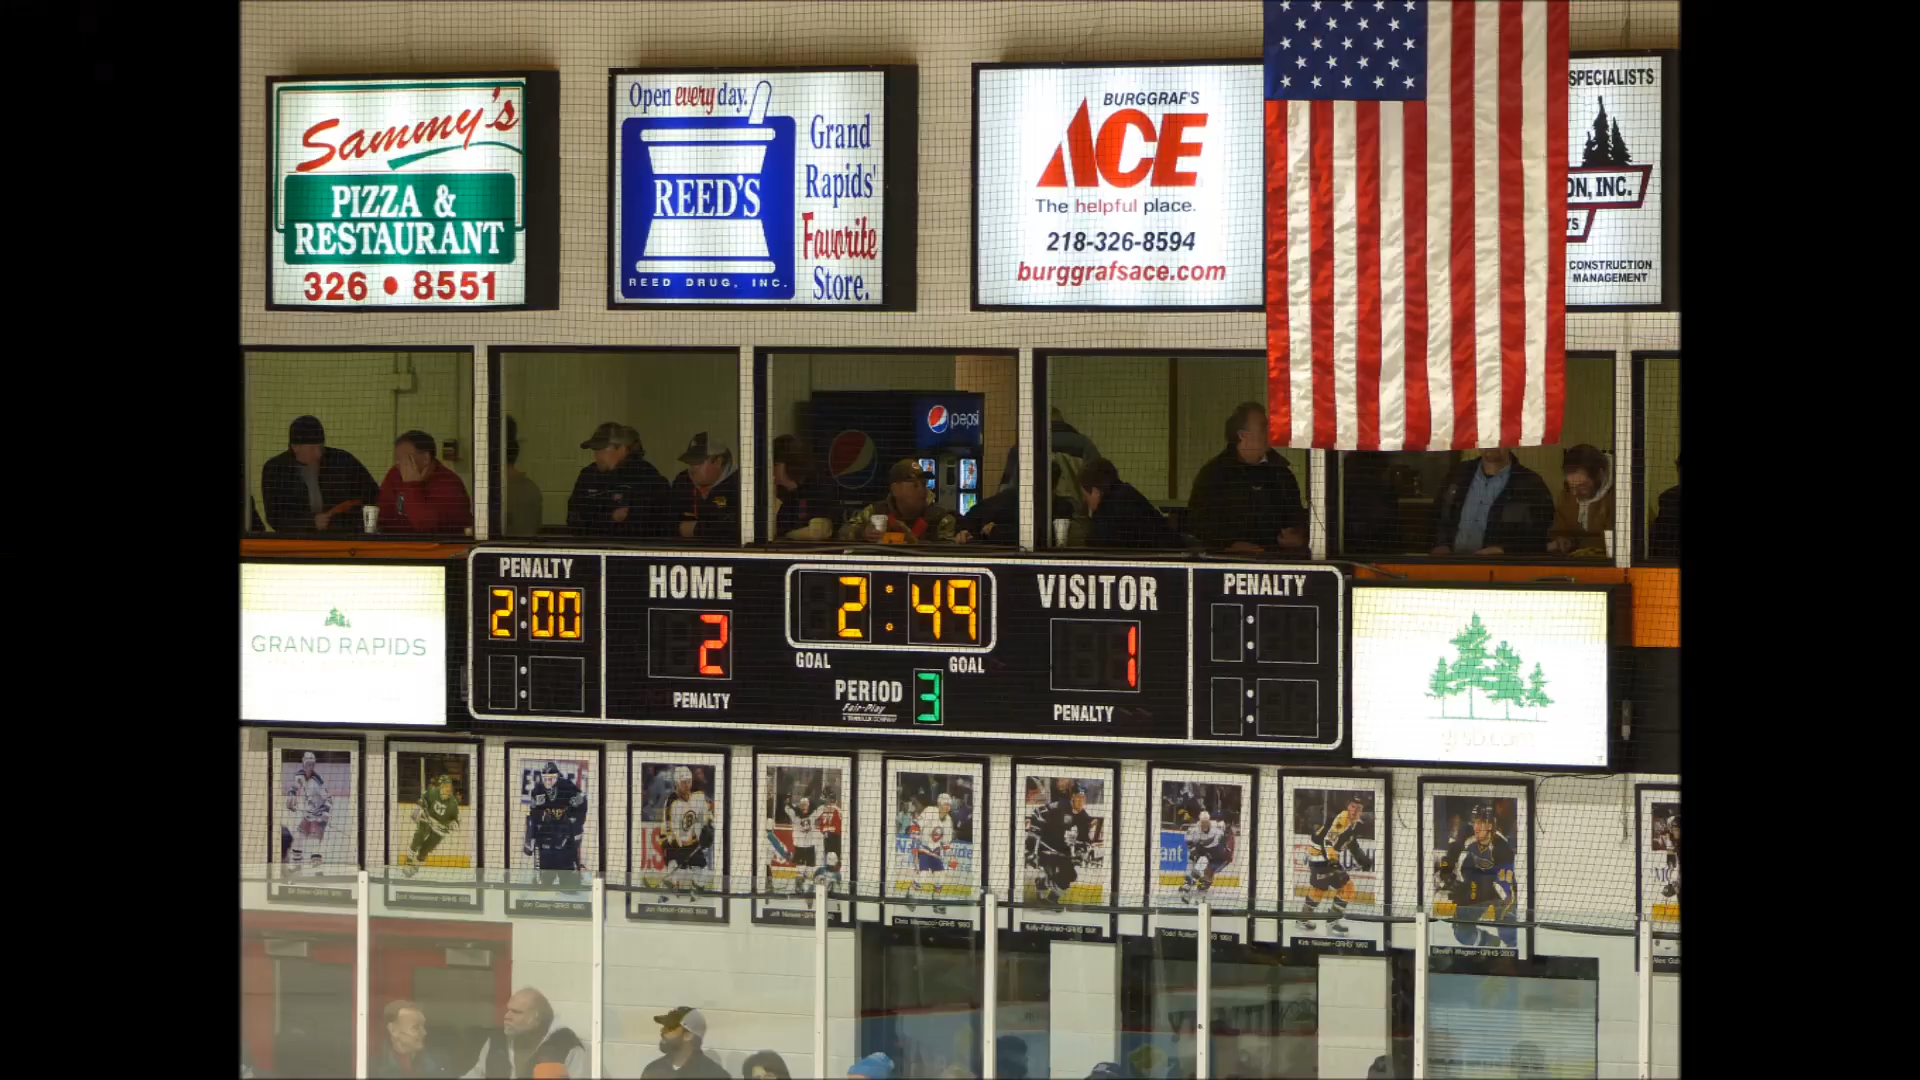 Sammy's
PIZZA &
RESTAURANT
326 • 8551
Open every day.
REED'S
REED DRUG, INC.
Grand
Rapids'
Favorite
Store.
BURGGRAF'S
ACE
The helpful place.
218-326-8594
burggrafsace.com
SPECIALISTS
ON, INC.
CONSTRUCTION
MANAGEMENT
pepsi
GRAND RAPIDS
PENALTY
2:00
HOME
2
PENALTY
2:49
GOAL
GOAL
PERIOD 3
Fair-Play
VISITOR
1
PENALTY
PENALTY